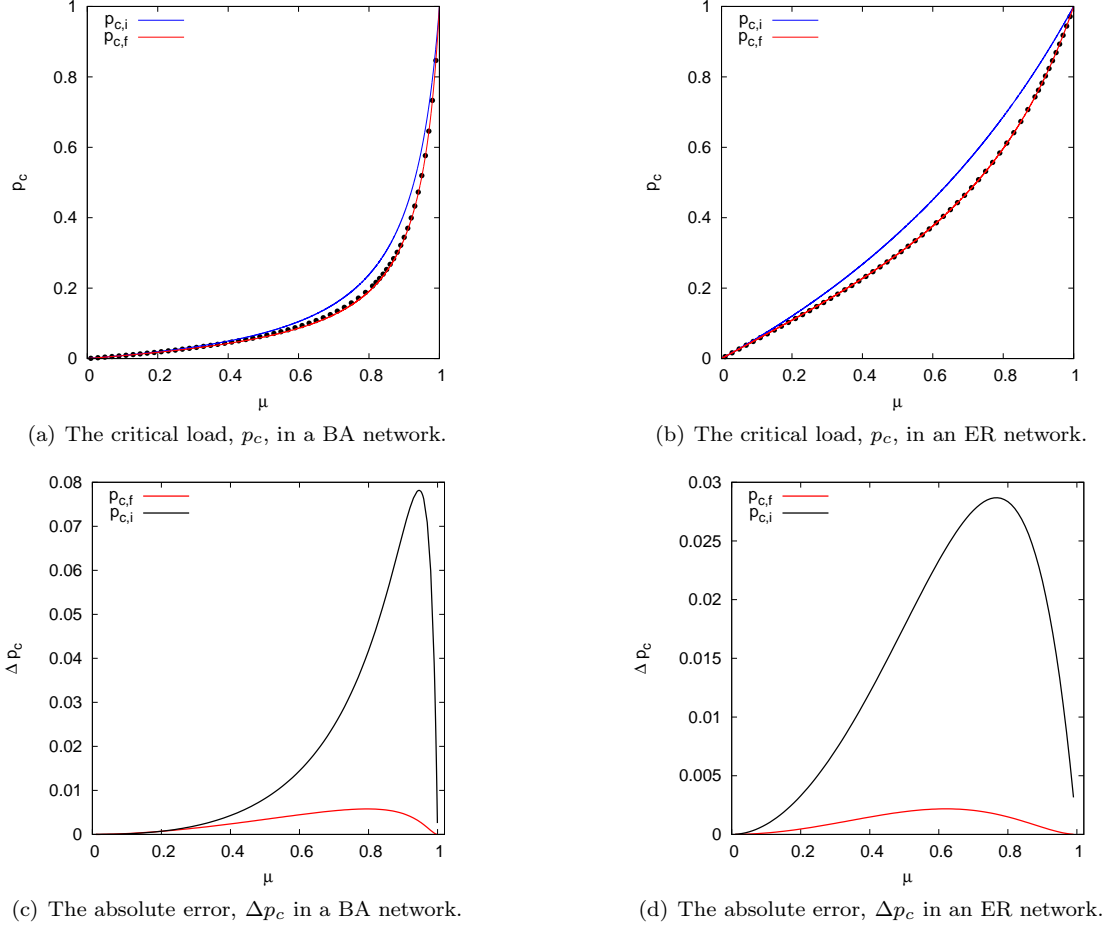 p_c,i
p_c,f
1
0.8
0.6
0.4
0.2
0
p_c
0 0.2 0.4 0.6 0.8 1
μ
(a) The critical load, p_c, in a BA network.
p_c,i
p_c,f
1
0.8
0.6
0.4
0.2
0
p_c
0 0.2 0.4 0.6 0.8 1
μ
(b) The critical load, p_c, in an ER network.
0.08
p_c,f
p_c,i
0.07
0.06
0.05
0.04
0.03
0.02
0.01
0
Δ p_c
0 0.2 0.4 0.6 0.8 1
μ
(c) The absolute error, Δp_c in a BA network.
0.03
p_c,f
p_c,i
0.025
0.02
0.015
0.01
0.005
0
Δ p_c
0 0.2 0.4 0.6 0.8 1
μ
(d) The absolute error, Δp_c in an ER network.